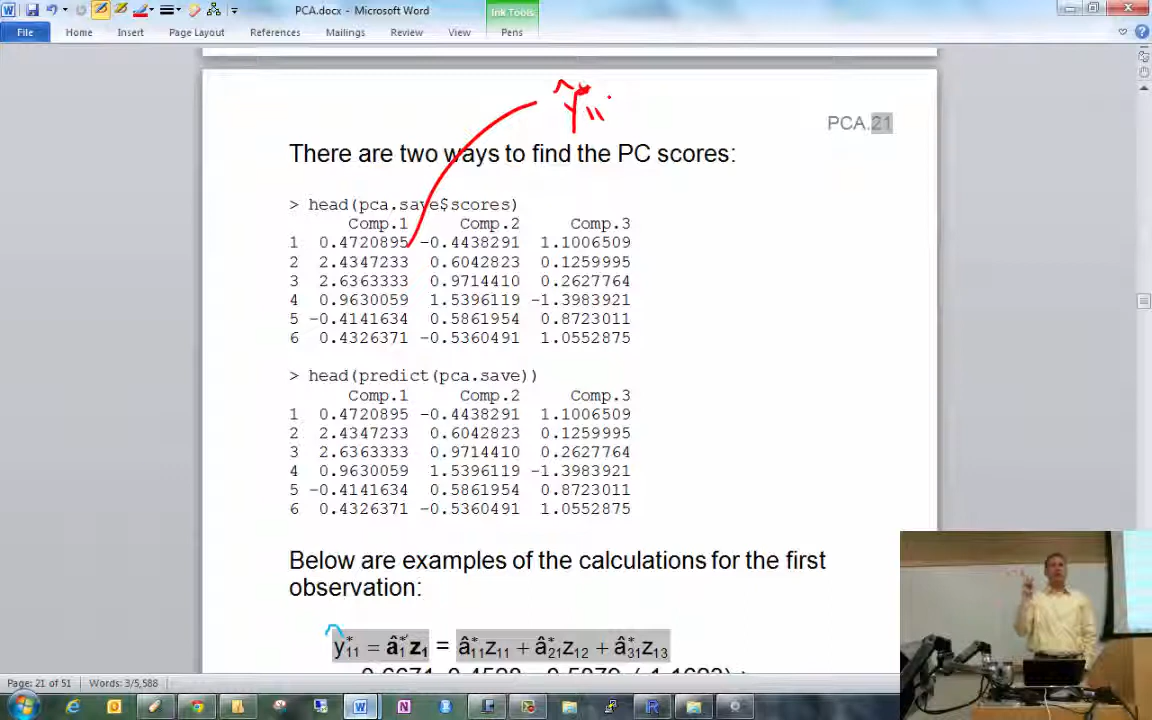 PCA.docx - Microsoft Word
Ink Tools
File Home Insert Page Layout References Mailings Review View Pens
ŷ*11
PCA.21
There are two ways to find the PC scores:
> head(pca.save$scores)
Comp.1 Comp.2 Comp.3
1 0.4720895 -0.4438291 1.1006509
2 2.4347233 0.6042823 0.1259995
3 2.6363333 0.9714410 0.2627764
4 0.9630059 1.5396119 -1.3983921
5 -0.4141634 0.5861954 0.8723011
6 0.4326371 -0.5360491 1.0552875
> head(predict(pca.save))
Comp.1 Comp.2 Comp.3
1 0.4720895 -0.4438291 1.1006509
2 2.4347233 0.6042823 0.1259995
3 2.6363333 0.9714410 0.2627764
4 0.9630059 1.5396119 -1.3983921
5 -0.4141634 0.5861954 0.8723011
6 0.4326371 -0.5360491 1.0552875
Below are examples of the calculations for the first
observation:
ŷ*11 = â*1′z1 = â*11z11 + â*21z12 + â*31z13
Page: 21 of 51 Words: 3/5,588